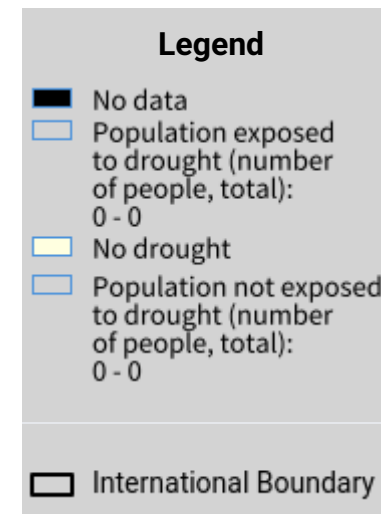 Legend
No data
Population exposed
to drought (number
of people, total):
0 - 0
No drought
Population not exposed
to drought (number
of people, total):
0 - 0
International Boundary